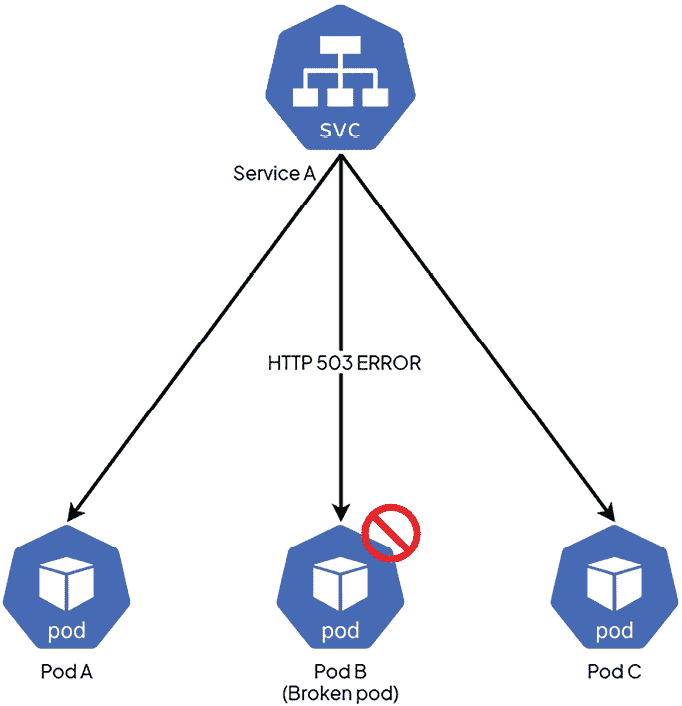 svc
Service A
HTTP 503 ERROR
pod
pod
pod
Pod A
Pod B
(Broken pod)
Pod C